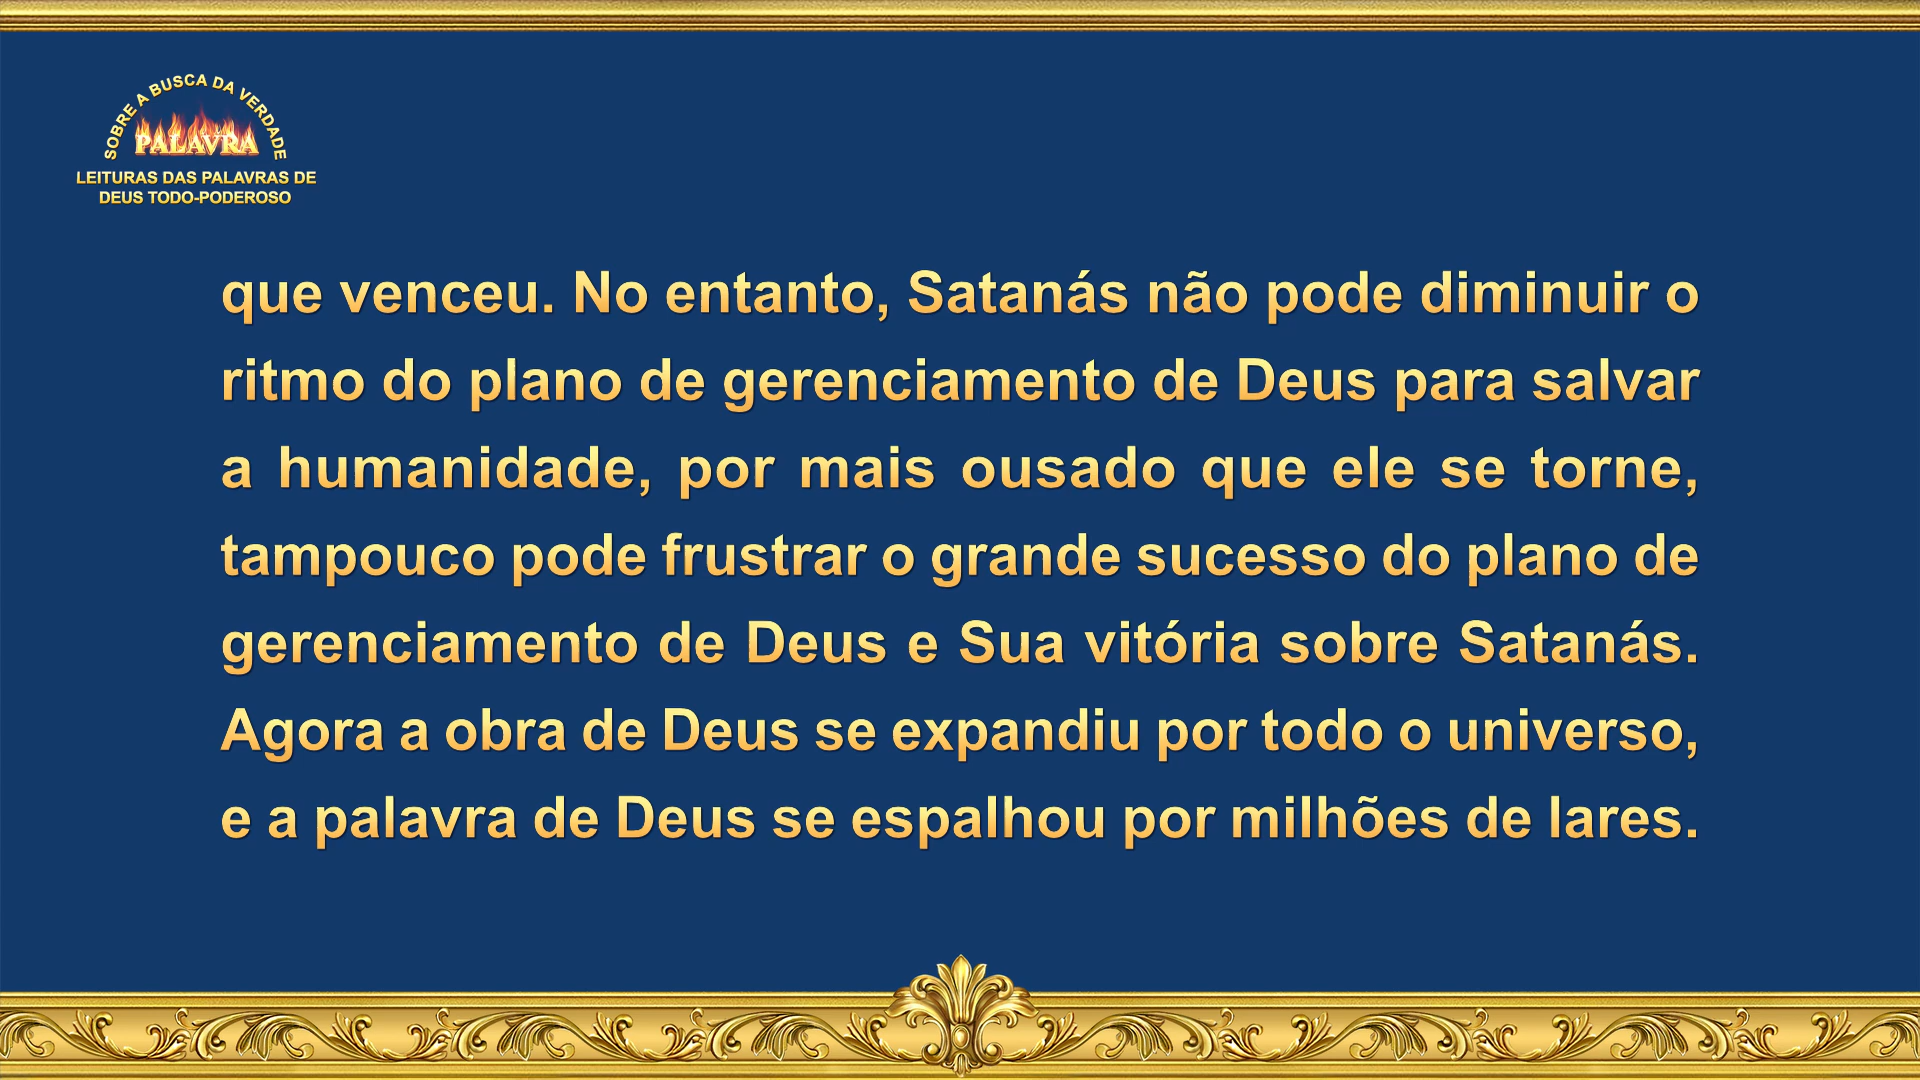 SOBRE A BUSCA DA VERDADE
PALAVRA
LEITURAS DAS PALAVRAS DE
DEUS TODO-PODEROSO
que venceu. No entanto, Satanás não pode diminuir o
ritmo do plano de gerenciamento de Deus para salvar
a humanidade, por mais ousado que ele se torne,
tampouco pode frustrar o grande sucesso do plano de
gerenciamento de Deus e Sua vitória sobre Satanás.
Agora a obra de Deus se expandiu por todo o universo,
e a palavra de Deus se espalhou por milhões de lares.